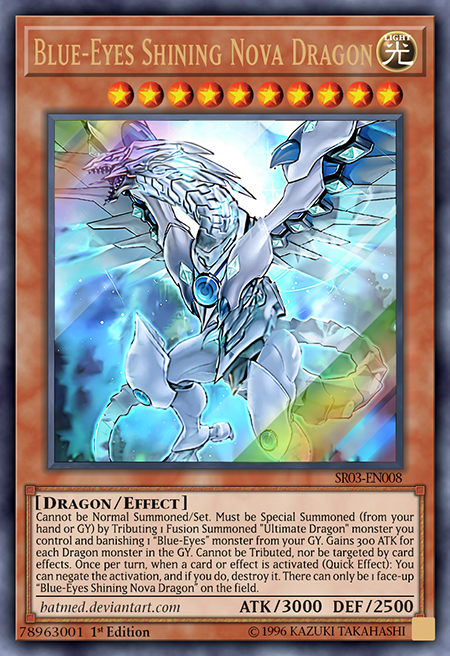 Blue-Eyes Shining Nova Dragon
LIGHT
光
SR03-EN008
[Dragon/Effect]
Cannot be Normal Summoned/Set. Must be Special Summoned (from your
hand or GY) by Tributing 1 Fusion Summoned "Ultimate Dragon" monster you
control and banishing 1 "Blue-Eyes" monster from your GY. Gains 300 ATK for
each Dragon monster in the GY. Cannot be Tributed, nor be targeted by card
effects. Once per turn, when a card or effect is activated (Quick Effect): You
can negate the activation, and if you do, destroy it. There can only be 1 face-up
"Blue-Eyes Shining Nova Dragon" on the field.
batmed.deviantart.com ATK/3000 DEF/2500
78963001 1st Edition © 1996 KAZUKI TAKAHASHI